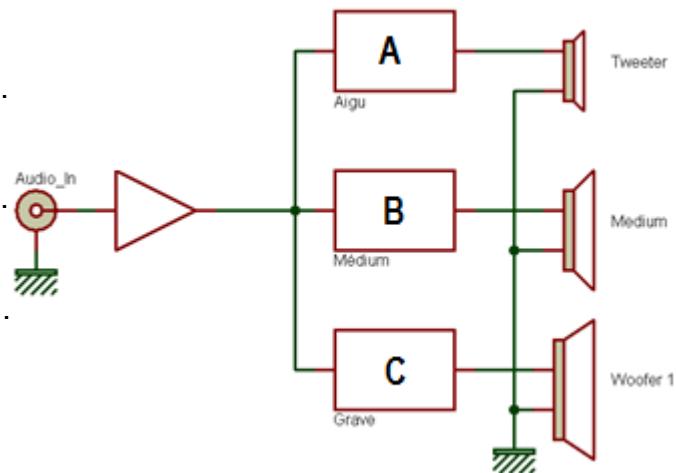 A
Aigu
Tweeter
Audio_In
B
Médium
Medium
C
Grave
Woofer 1